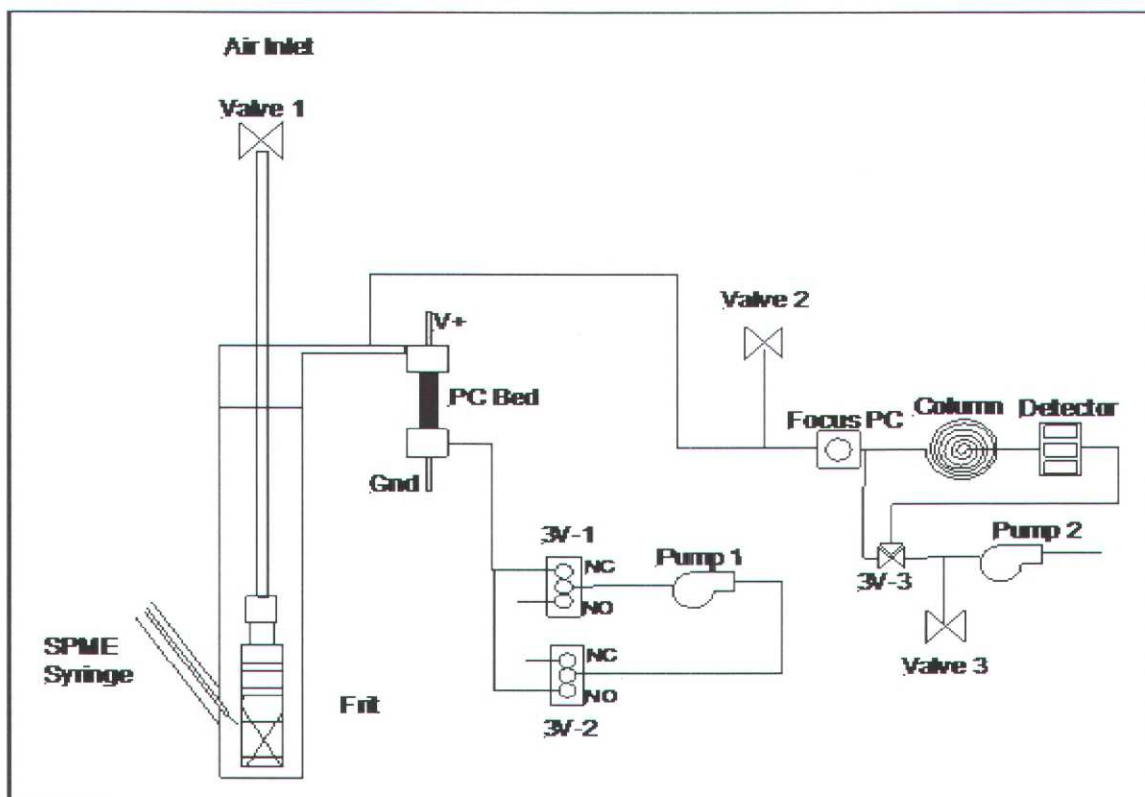 Air Inlet
Valve 1
V+
PC Bed
Gnd
Valve 2
Focus PC
Column
Detector
3V-1
NC
NO
Pump 1
3V-2
NC
NO
3V-3
Pump 2
Valve 3
SPME
Syringe
Frit